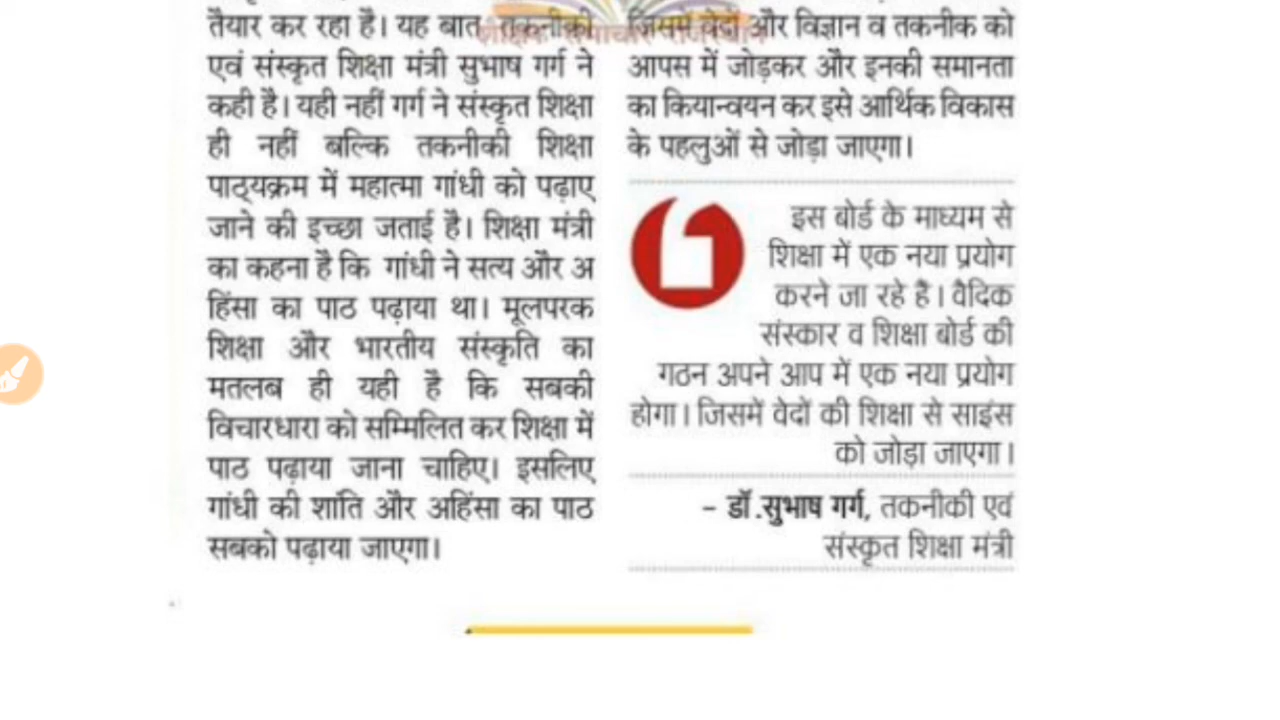 तैयार कर रहा है। यह बात तकनीकी
एवं संस्कृत शिक्षा मंत्री सुभाष गर्ग ने
कही है। यही नहीं गर्ग ने संस्कृत शिक्षा
ही नहीं बल्कि तकनीकी शिक्षा
पाठ्यक्रम में महात्मा गांधी को पढ़ाए
जाने की इच्छा जताई है। शिक्षा मंत्री
का कहना है कि गांधी ने सत्य और अ
हिंसा का पाठ पढ़ाया था। मूलपरक
शिक्षा और भारतीय संस्कृति का
मतलब ही यही है कि सबकी
विचारधारा को सम्मिलित कर शिक्षा में
पाठ पढ़ाया जाना चाहिए। इसलिए
गांधी की शांति और अहिंसा का पाठ
सबको पढ़ाया जाएगा।
जिसमें वेदों और विज्ञान व तकनीक को
आपस में जोड़कर और इनकी समानता
का कियान्वयन कर इसे आर्थिक विकास
के पहलुओं से जोड़ा जाएगा।
इस बोर्ड के माध्यम से
शिक्षा में एक नया प्रयोग
करने जा रहे है। वैदिक
संस्कार व शिक्षा बोर्ड की
गठन अपने आप में एक नया प्रयोग
होगा। जिसमें वेदों की शिक्षा से साइंस
को जोड़ा जाएगा।
- डॉ.सुभाष गर्ग, तकनीकी एवं
संस्कृत शिक्षा मंत्री